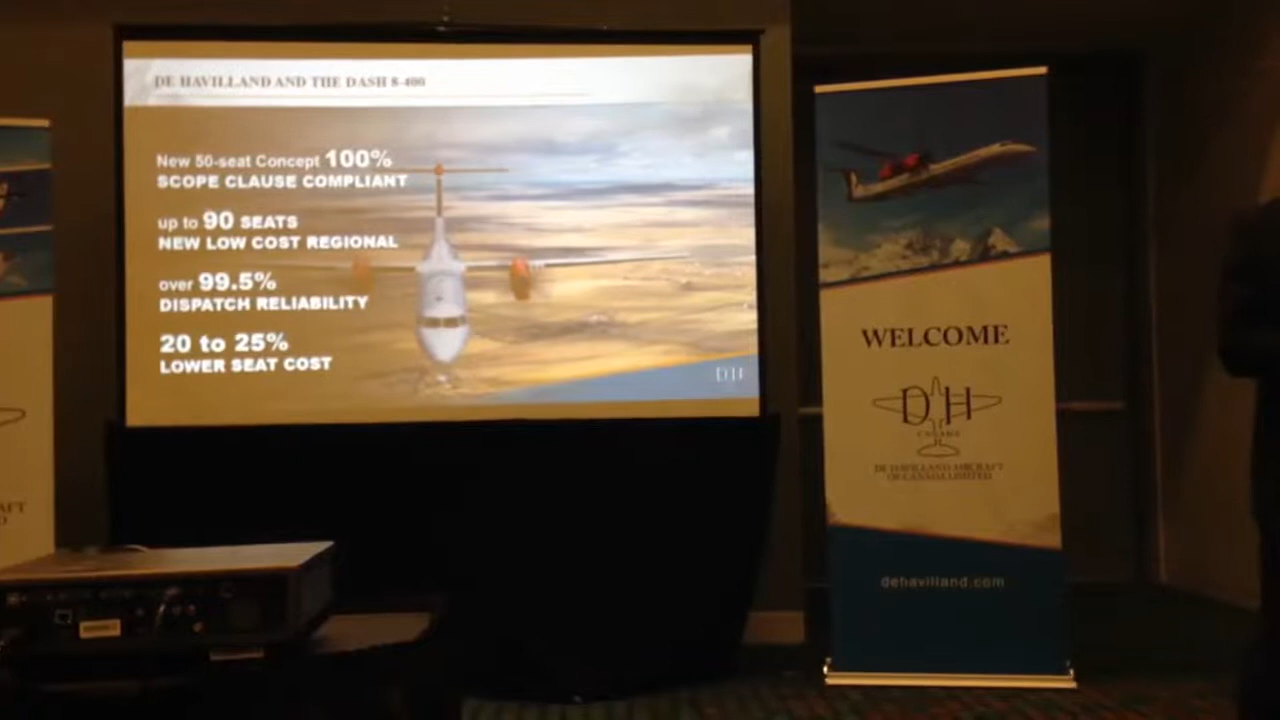 DE HAVILLAND AND THE DASH 8-400
New 50-seat Concept 100%
SCOPE CLAUSE COMPLIANT
up to 90 SEATS
NEW LOW COST REGIONAL
over 99.5%
DISPATCH RELIABILITY
20 to 25%
LOWER SEAT COST
DH
WELCOME
DH
CANADA
DE HAVILLAND AIRCRAFT
OF CANADA LIMITED
dehavilland.com